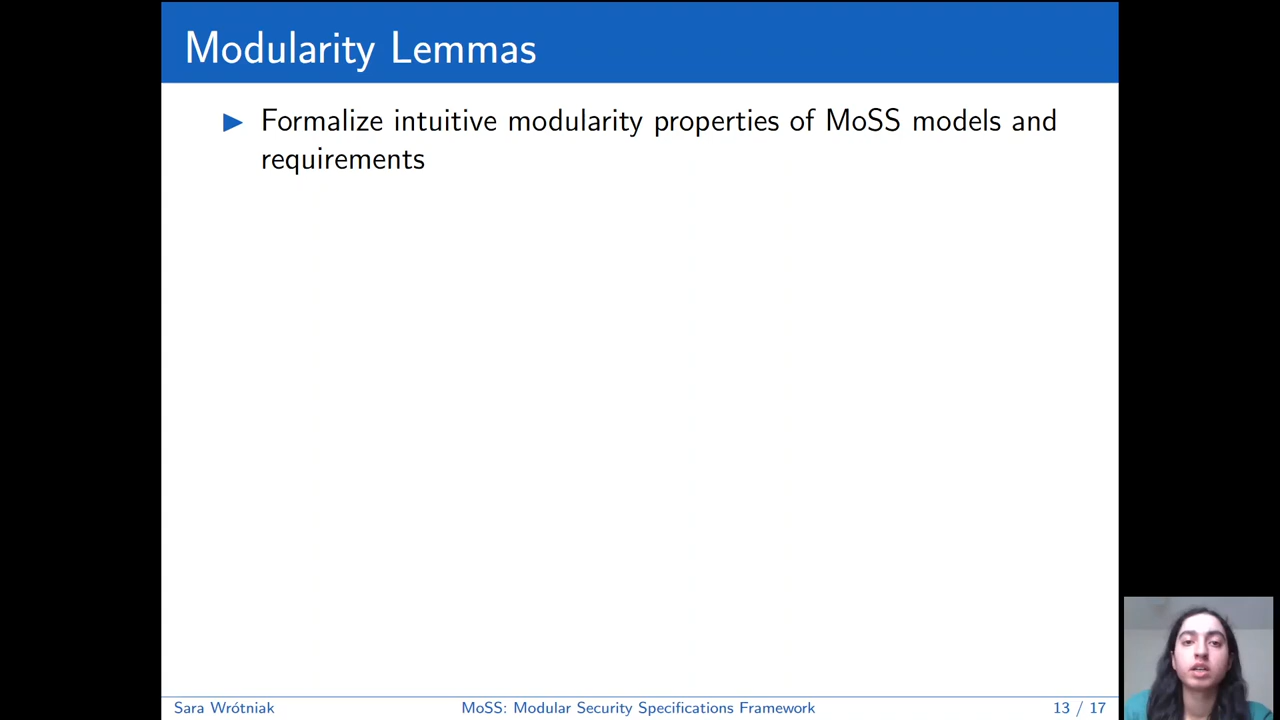 Modularity Lemmas
Formalize intuitive modularity properties of MoSS models and
requirements
Sara Wrótniak
MoSS: Modular Security Specifications Framework
13 / 17